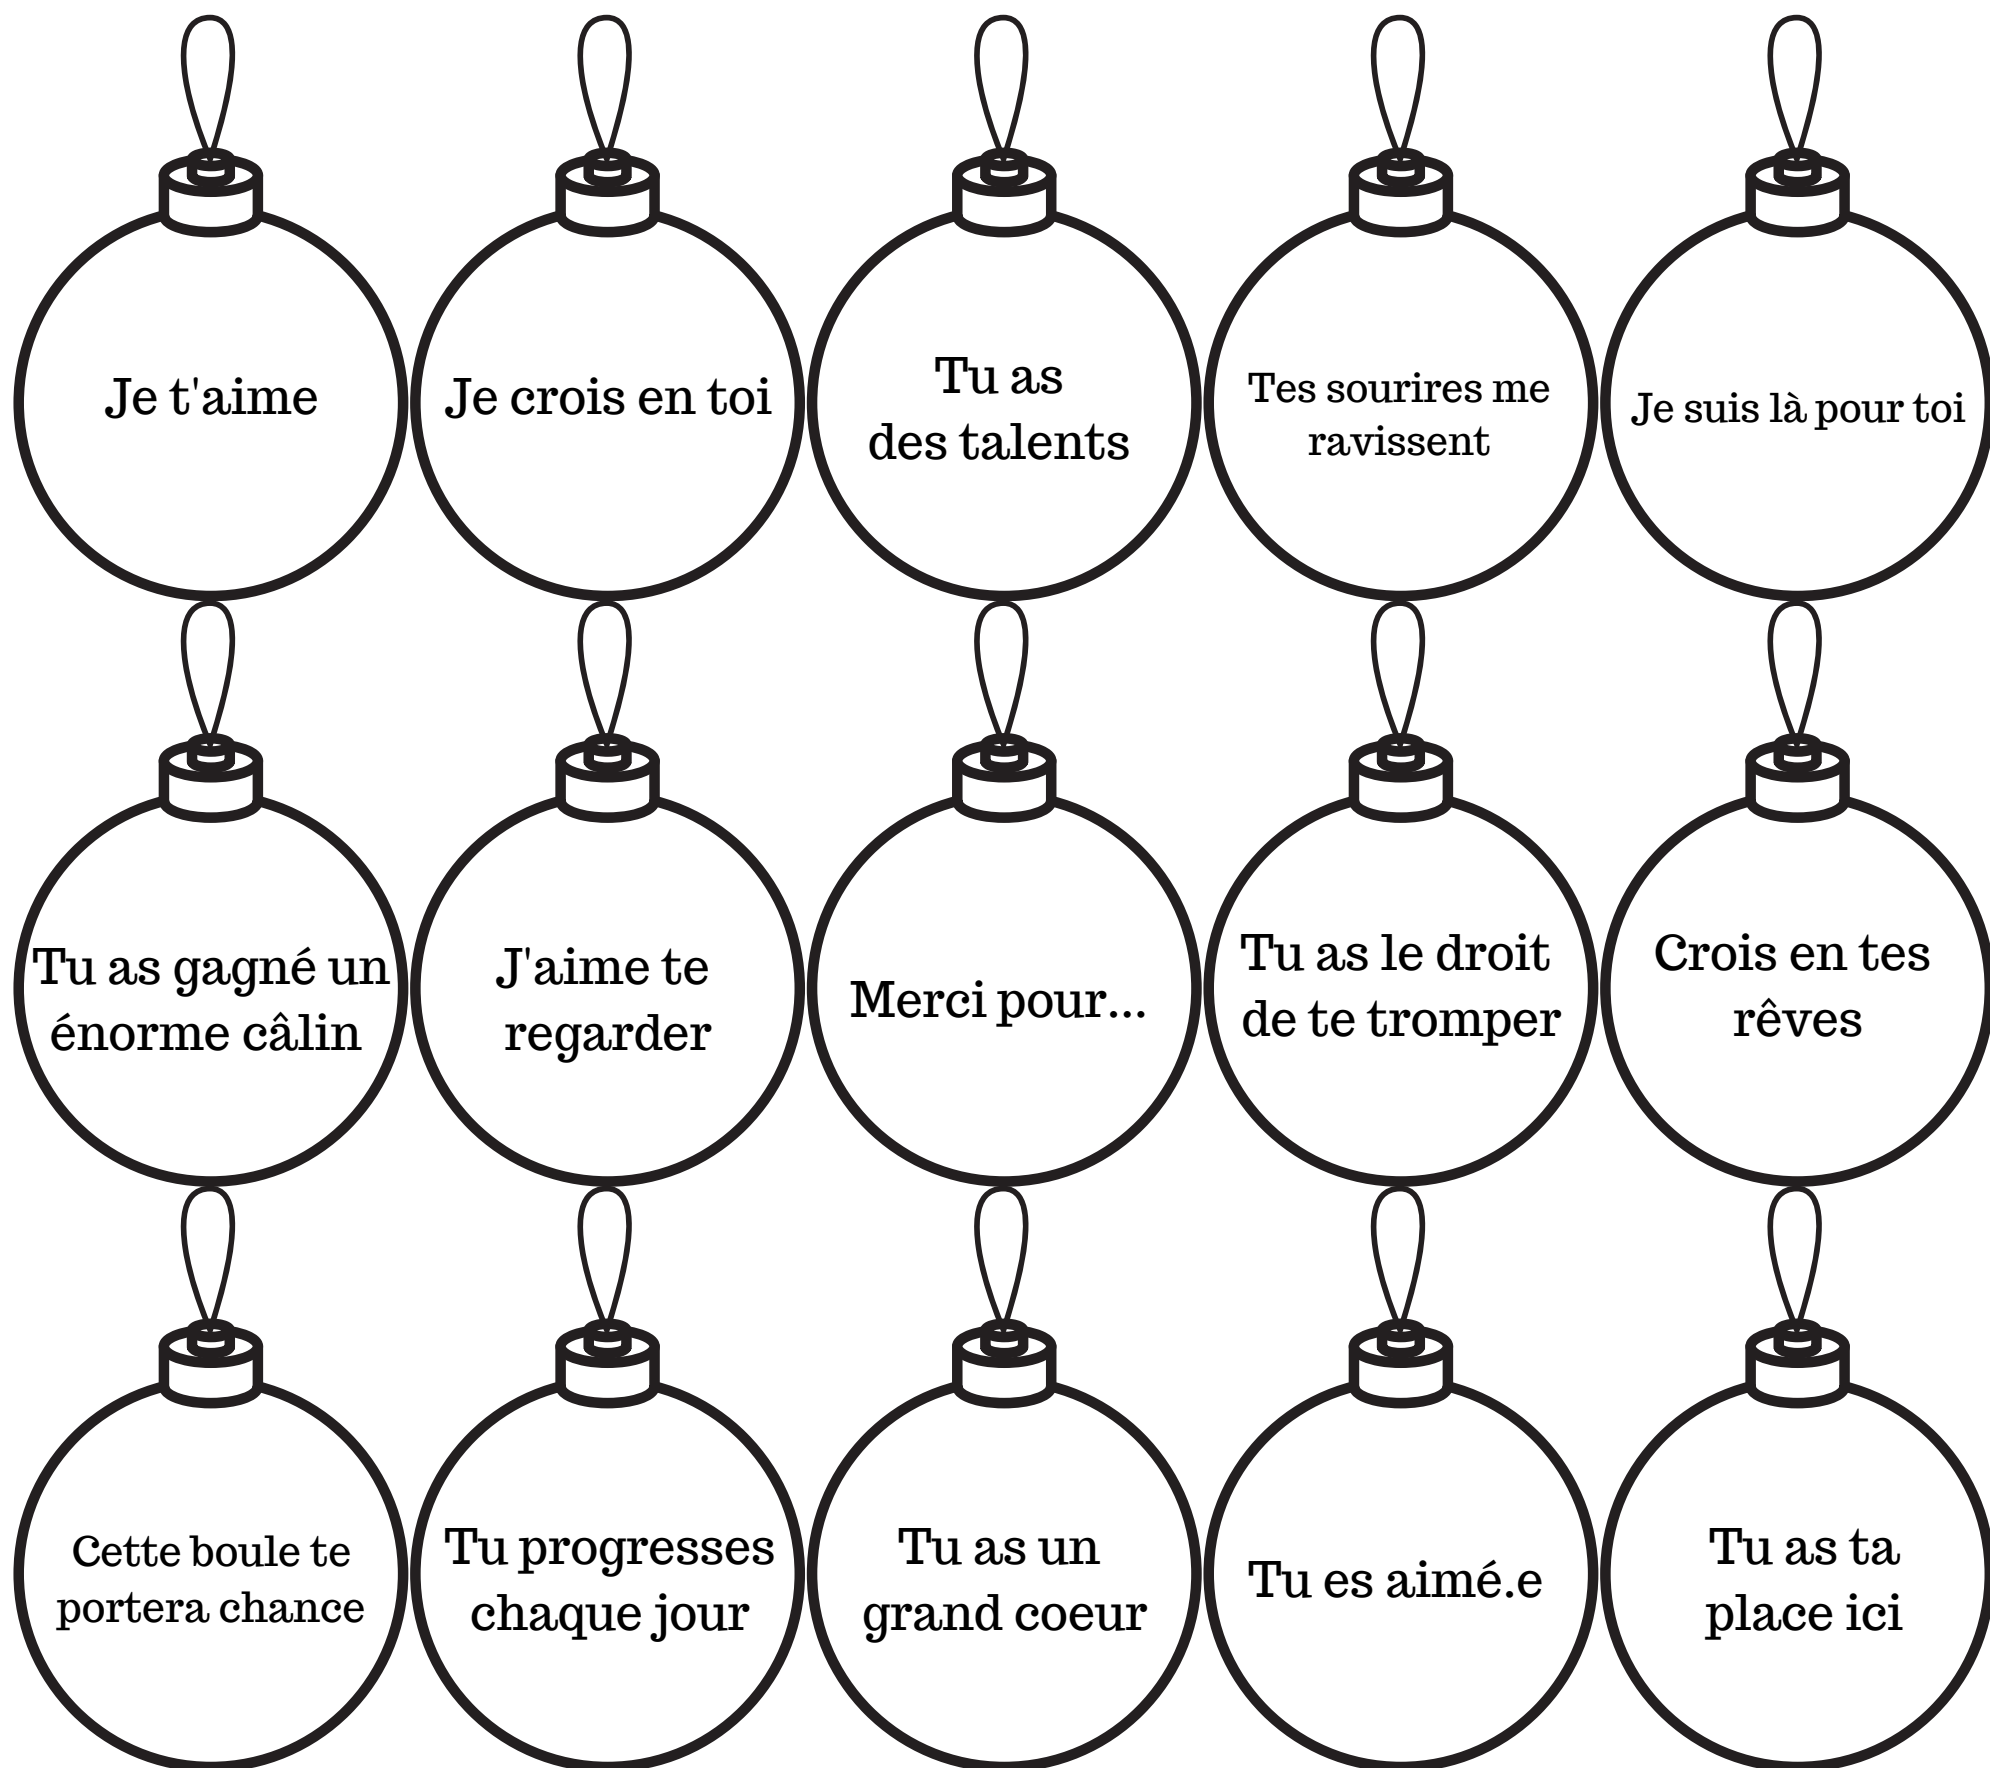 Je t'aime
Je crois en toi
Tu as
des talents
Tes sourires me
ravissent
Je suis là pour toi
Tu as gagné un
énorme câlin
J'aime te
regarder
Merci pour...
Tu as le droit
de te tromper
Crois en tes
rêves
Cette boule te
portera chance
Tu progresses
chaque jour
Tu as un
grand coeur
Tu es aimé.e
Tu as ta
place ici